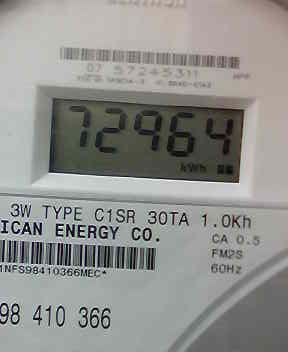 07 57245311
72964
kWh
3W TYPE C1SR 30TA 1.0Kh
ICAN ENERGY CO.
CA 0.5
FM2S
60Hz
1NFS98410366MEC*
98 410 366